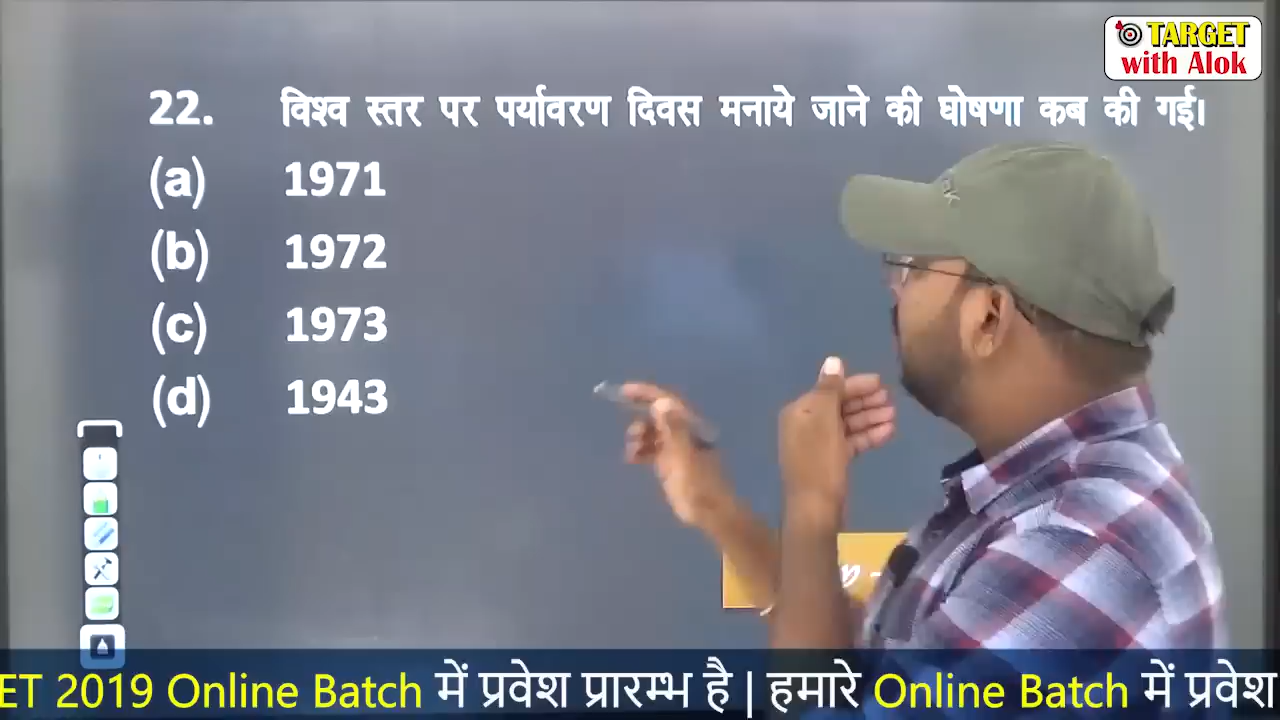 TARGET
with Alok
22. विश्व स्तर पर पर्यावरण दिवस मनाये जाने की घोषणा कब की गई।
(a) 1971
(b) 1972
(c) 1973
(d) 1943
ET 2019 Online Batch में प्रवेश प्रारम्भ है | हमारे Online Batch में प्रवेश